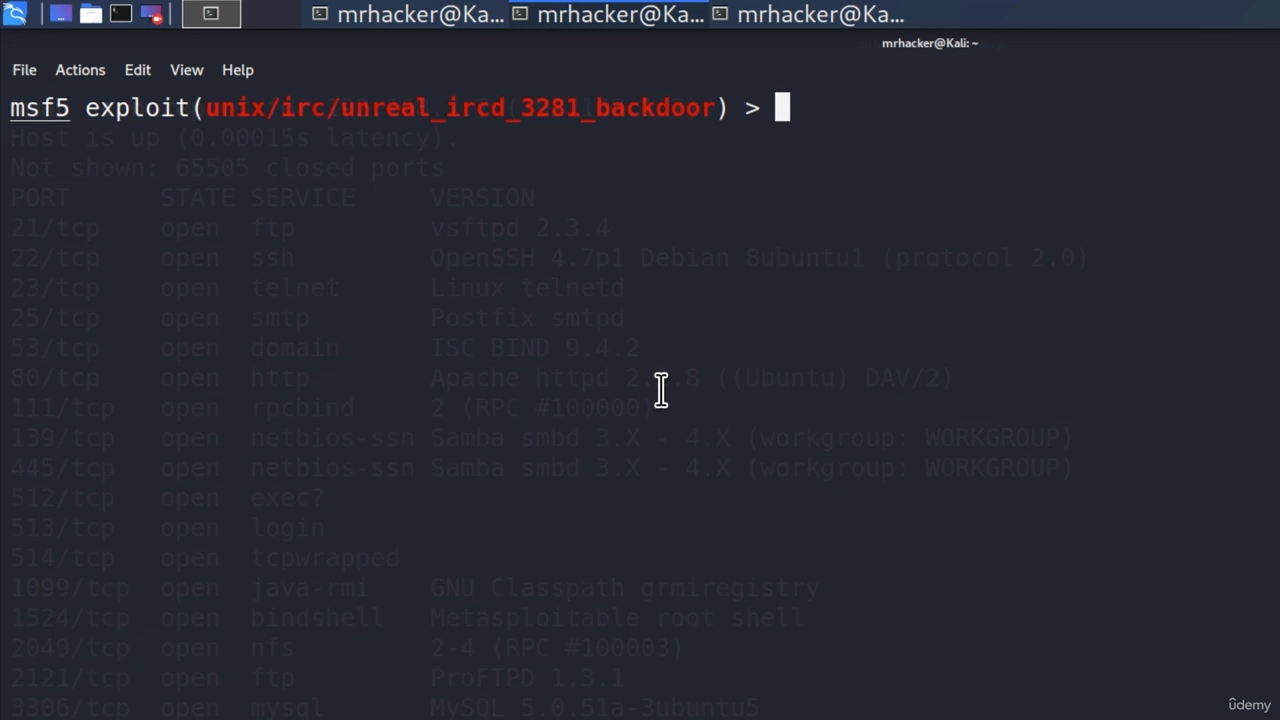 mrhacker@Ka... mrhacker@Ka... mrhacker@Ka...
mrhacker@Kali: ~
File Actions Edit View Help
msf5 exploit(unix/irc/unreal_ircd_3281_backdoor) >
Host is up (0.00015s latency).
Not shown: 65505 closed ports
PORT STATE SERVICE VERSION
21/tcp open ftp vsftpd 2.3.4
22/tcp open ssh OpenSSH 4.7p1 Debian 8ubuntu1 (protocol 2.0)
23/tcp open telnet Linux telnetd
25/tcp open smtp Postfix smtpd
53/tcp open domain ISC BIND 9.4.2
80/tcp open http Apache httpd ((Ubuntu) DAV/2)
111/tcp open rpcbind 2 (RPC #100000)
139/tcp open netbios-ssn Samba smbd 3.X - 4.X (workgroup: WORKGROUP)
445/tcp open netbios-ssn Samba smbd 3.X - 4.X (workgroup: WORKGROUP)
512/tcp open exec?
513/tcp open login
514/tcp open tcpwrapped
1099/tcp open java-rmi GNU Classpath grmiregistry
1524/tcp open bindshell Metasploitable root shell
2049/tcp open nfs 2-4 (RPC #100003)
2121/tcp open ftp ProFTPD 1.3.1
3306/tcp open mysql MySQL 5.0.51a-3ubuntu5
ûdemy